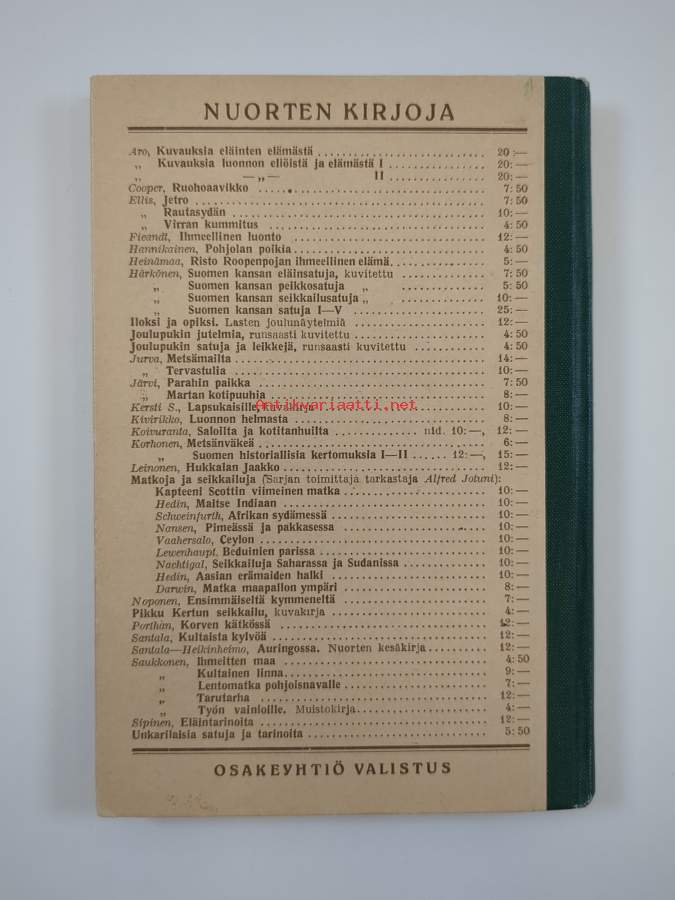 NUORTEN KIRJOJA
Aro, Kuvauksia eläinten elämästä 20:—
„ Kuvauksia luonnon eliöistä ja elämästä I 20:—
„ —„— II 20:—
Cooper, Ruohoaavikko 7:50
Ellis, Jetro 7:50
„ Rautasydän 10:—
„ Virran kummitus 4:50
Fieandt, Ihmeellinen luonto 12:—
Hannikainen, Pohjolan poikia 4:50
Heinämaa, Risto Roopenpojan ihmeellinen elämä 5:—
Härkönen, Suomen kansan eläinsatuja, kuvitettu 7:50
„ Suomen kansan peikkosatuja „ 5:50
„ Suomen kansan seikkailusatuja „ 10:—
„ Suomen kansan satuja I—V 25:—
Iloksi ja opiksi. Lasten joulunäytelmiä 12:—
Joulupukin jutelmia, runsaasti kuvitettu 4:50
Joulupukin satuja ja leikkejä, runsaasti kuvitettu 4:50
Jurva, Metsämailta 14:—
„ Tervastulia 10:—
Järvi, Parahin paikka 7:50
„ Martan kotipuuhia 8:—
Antikvariaatti.net
Kersti S., Lapsukaisille, kuvakirja 10:—
Kivirikko, Luonnon helmasta 8:—
Koivuranta, Saloilta ja kotitanhuilta nid. 10:—, 12:—
Korhonen, Metsänväkeä 6:—
„ Suomen historiallisia kertomuksia I—II 12:—, 15:—
Leinonen, Hukkalan Jaakko 12:—
Matkoja ja seikkailuja (Sarjan toimittaja tarkastaja Alfred Jotuni):
Kapteeni Scottin viimeinen matka 10:—
Hedin, Maitse Indiaan 10:—
Schweinfurth, Afrikan sydämessä 10:—
Nansen, Pimeässä ja pakkasessa 10:—
Vaahersalo, Ceylon 10:—
Lewenhaupt, Beduinien parissa 10:—
Nachtigal, Seikkailuja Saharassa ja Sudanissa 10:—
Hedin, Aasian erämaiden halki 10:—
Darwin, Matka maapallon ympäri 8:—
Noponen, Ensimmäiseltä kymmeneltä 7:—
Pikku Kertun seikkailu, kuvakirja 4:—
Porihan, Korven kätkössä 12:—
Santala, Kultaista kylvöä 12:—
Santala—Heikinheimo, Auringossa. Nuorten kesäkirja 12:—
Saukkonen, Ihmeitten maa 4:50
„ Kultainen linna 9:—
„ Lentomatka pohjoisnavalle 7:—
„ Tarutarha 12:—
„ Työn vainioille. Muistokirja 4:—
Sipinen, Eläintarinoita 12:—
Unkarilaisia satuja ja tarinoita 5:50
OSAKEYHTIÖ VALISTUS